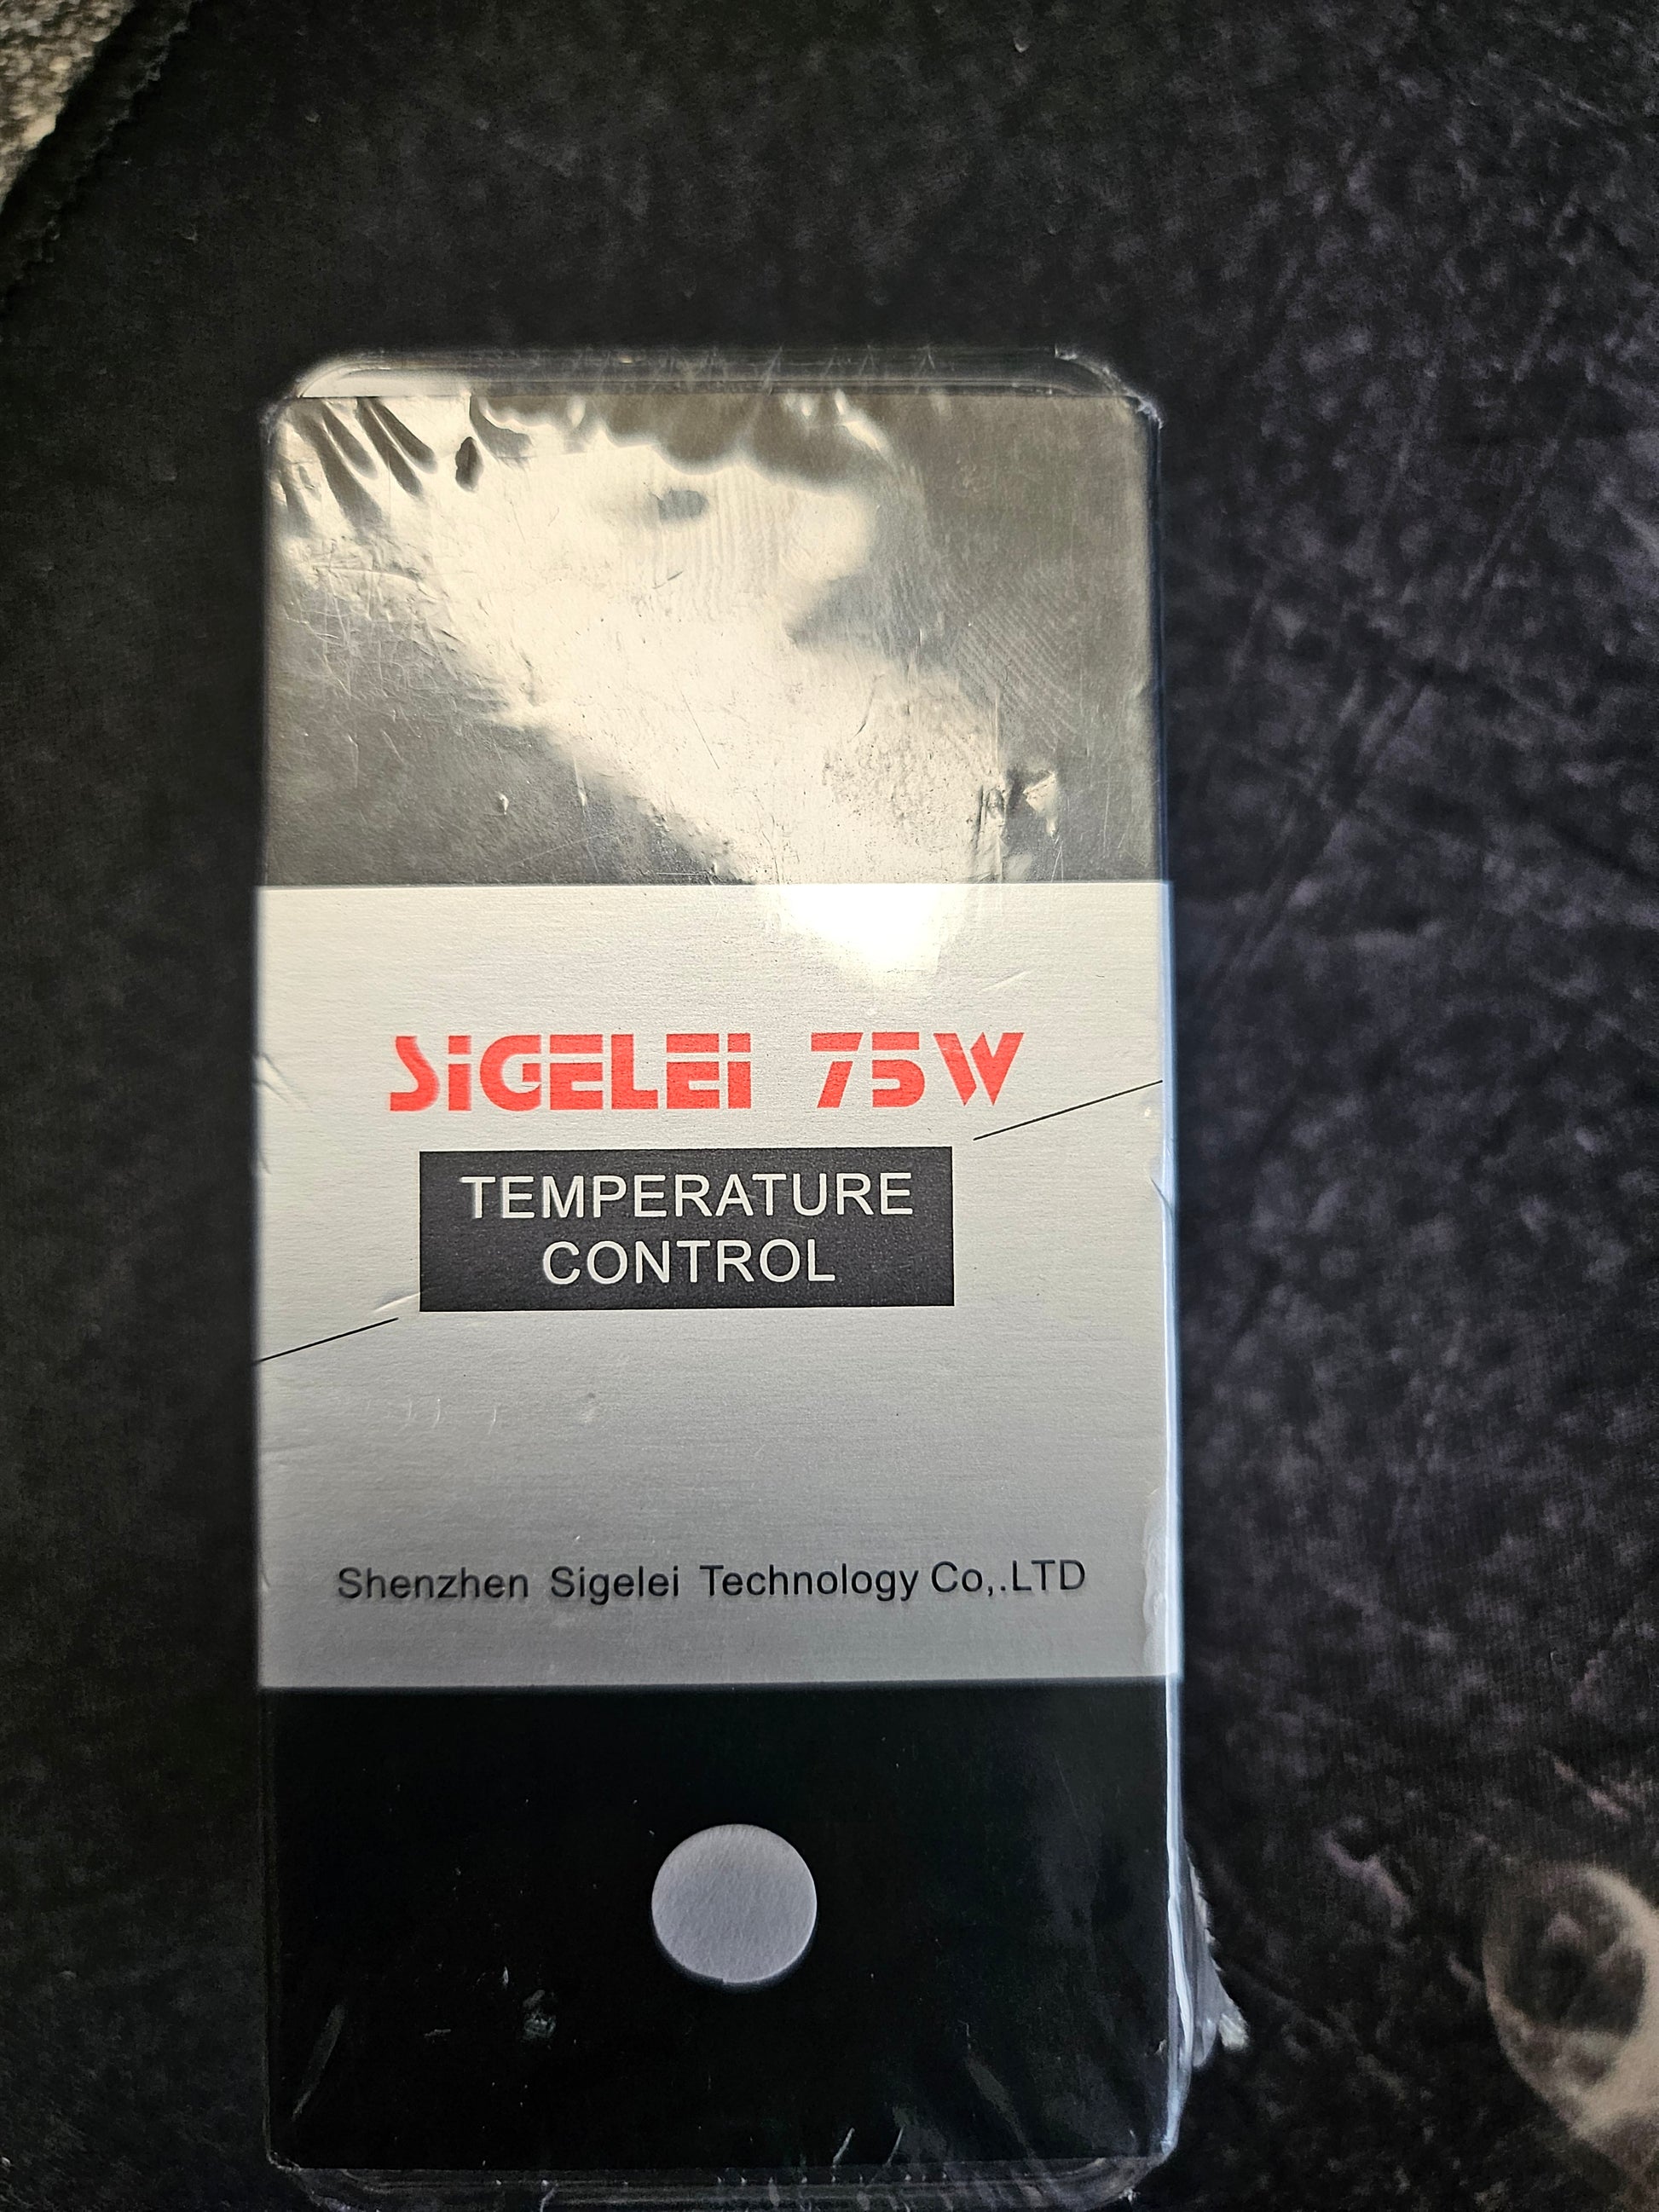 SiGELEi 75W
TEMPERATURE
CONTROL
Shenzhen Sigelei Technology Co,.LTD